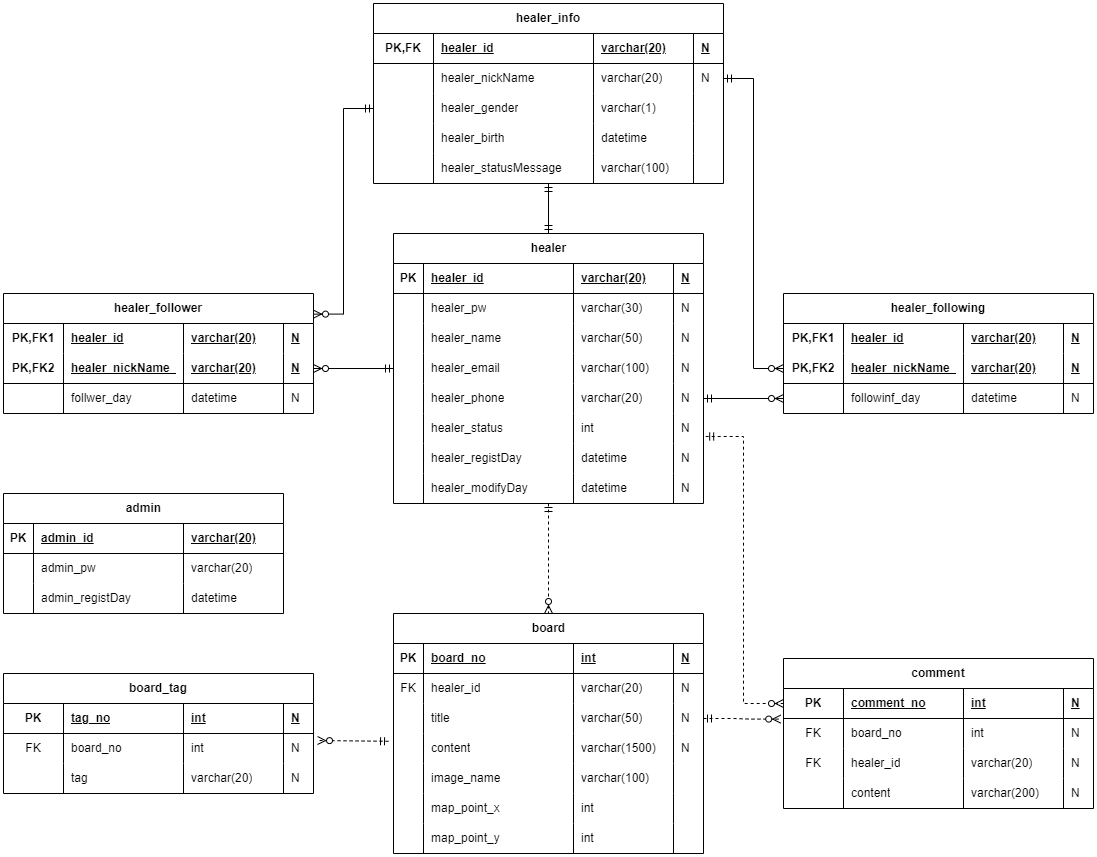 healer_info
PK,FK healer_id varchar(20) N
healer_nickName varchar(20) N
healer_gender varchar(1)
healer_birth datetime
healer_statusMessage varchar(100)
healer
PK healer_id varchar(20) N
healer_pw varchar(30) N
healer_name varchar(50) N
healer_email varchar(100) N
healer_phone varchar(20) N
healer_status int N
healer_registDay datetime N
healer_modifyDay datetime N
healer_follower
PK,FK1 healer_id varchar(20) N
PK,FK2 healer_nickName varchar(20) N
follwer_day datetime N
healer_following
PK,FK1 healer_id varchar(20) N
PK,FK2 healer_nickName varchar(20) N
followinf_day datetime N
admin
PK admin_id varchar(20)
admin_pw varchar(20)
admin_registDay datetime
board
PK board_no int N
FK healer_id varchar(20) N
title varchar(50) N
content varchar(1500) N
image_name varchar(100)
map_point_x int
map_point_y int
board_tag
PK tag_no int N
FK board_no int N
tag varchar(20) N
comment
PK comment_no int N
FK board_no int N
FK healer_id varchar(20) N
content varchar(200) N